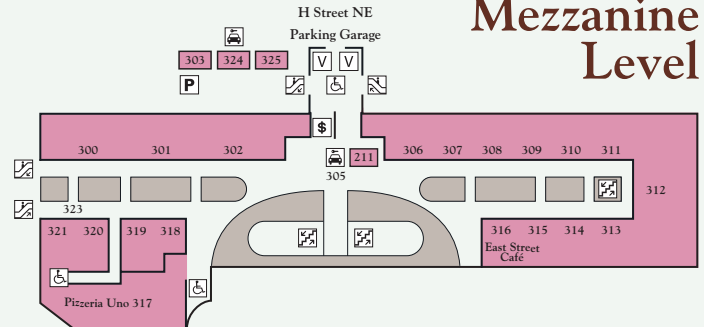 H Street NE
Parking Garage
Mezzanine
Level
303 324 325
V V
P
$
300 301 302
306 307 308 309 310 311
211
305
312
323
321 320 319 318
316 315 314 313
East Street
Café
Pizzeria Uno 317